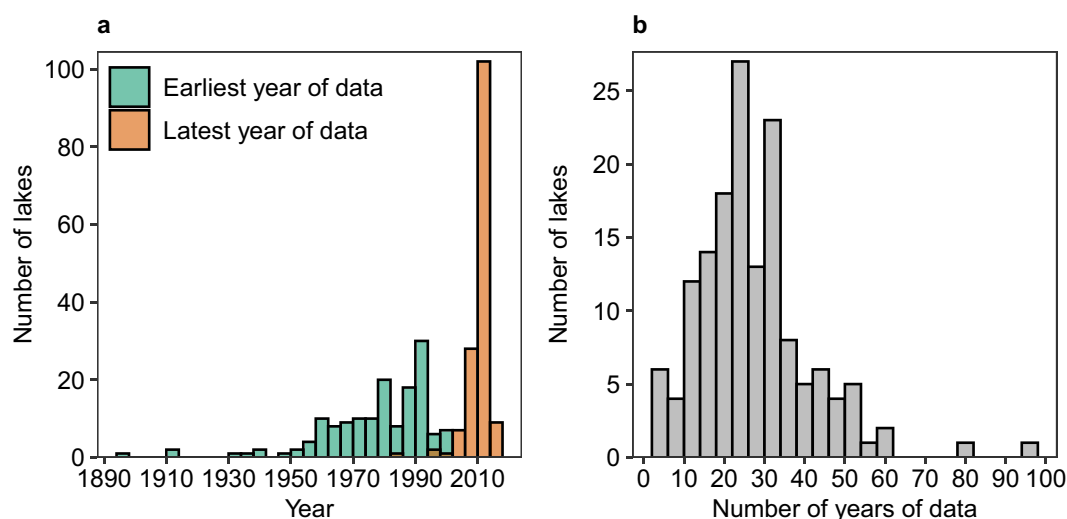 a
Number of lakes
100
80
60
40
20
0
Earliest year of data
Latest year of data
1890 1910 1930 1950 1970 1990 2010
Year
b
Number of lakes
25
20
15
10
5
0
0 10 20 30 40 50 60 70 80 90 100
Number of years of data